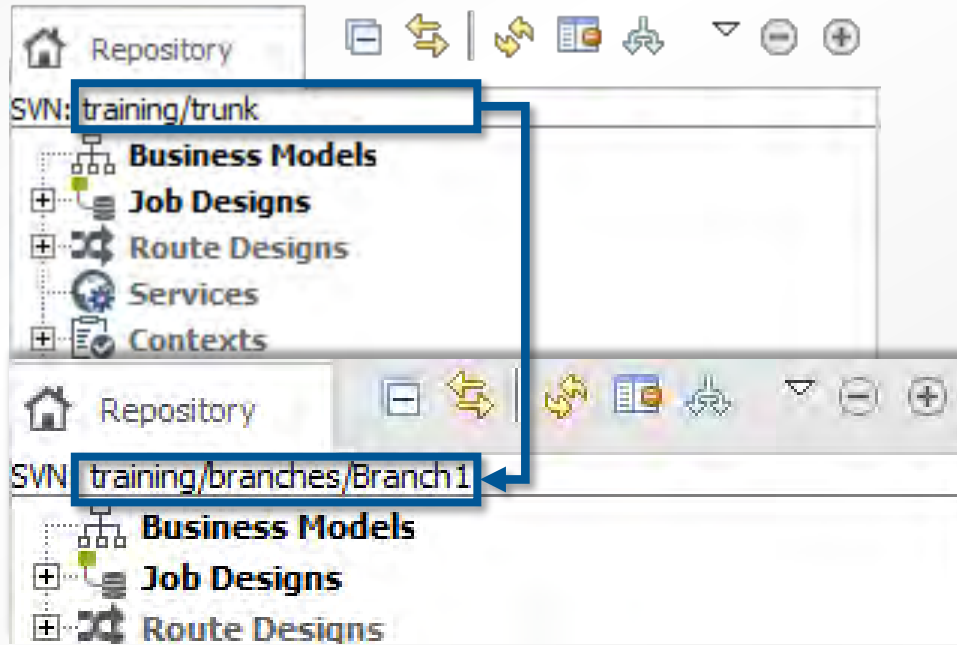 Repository
SVN: training/trunk
Business Models
Job Designs
Route Designs
Services
Contexts
Repository
SVN: training/branches/Branch1
Business Models
Job Designs
Route Designs